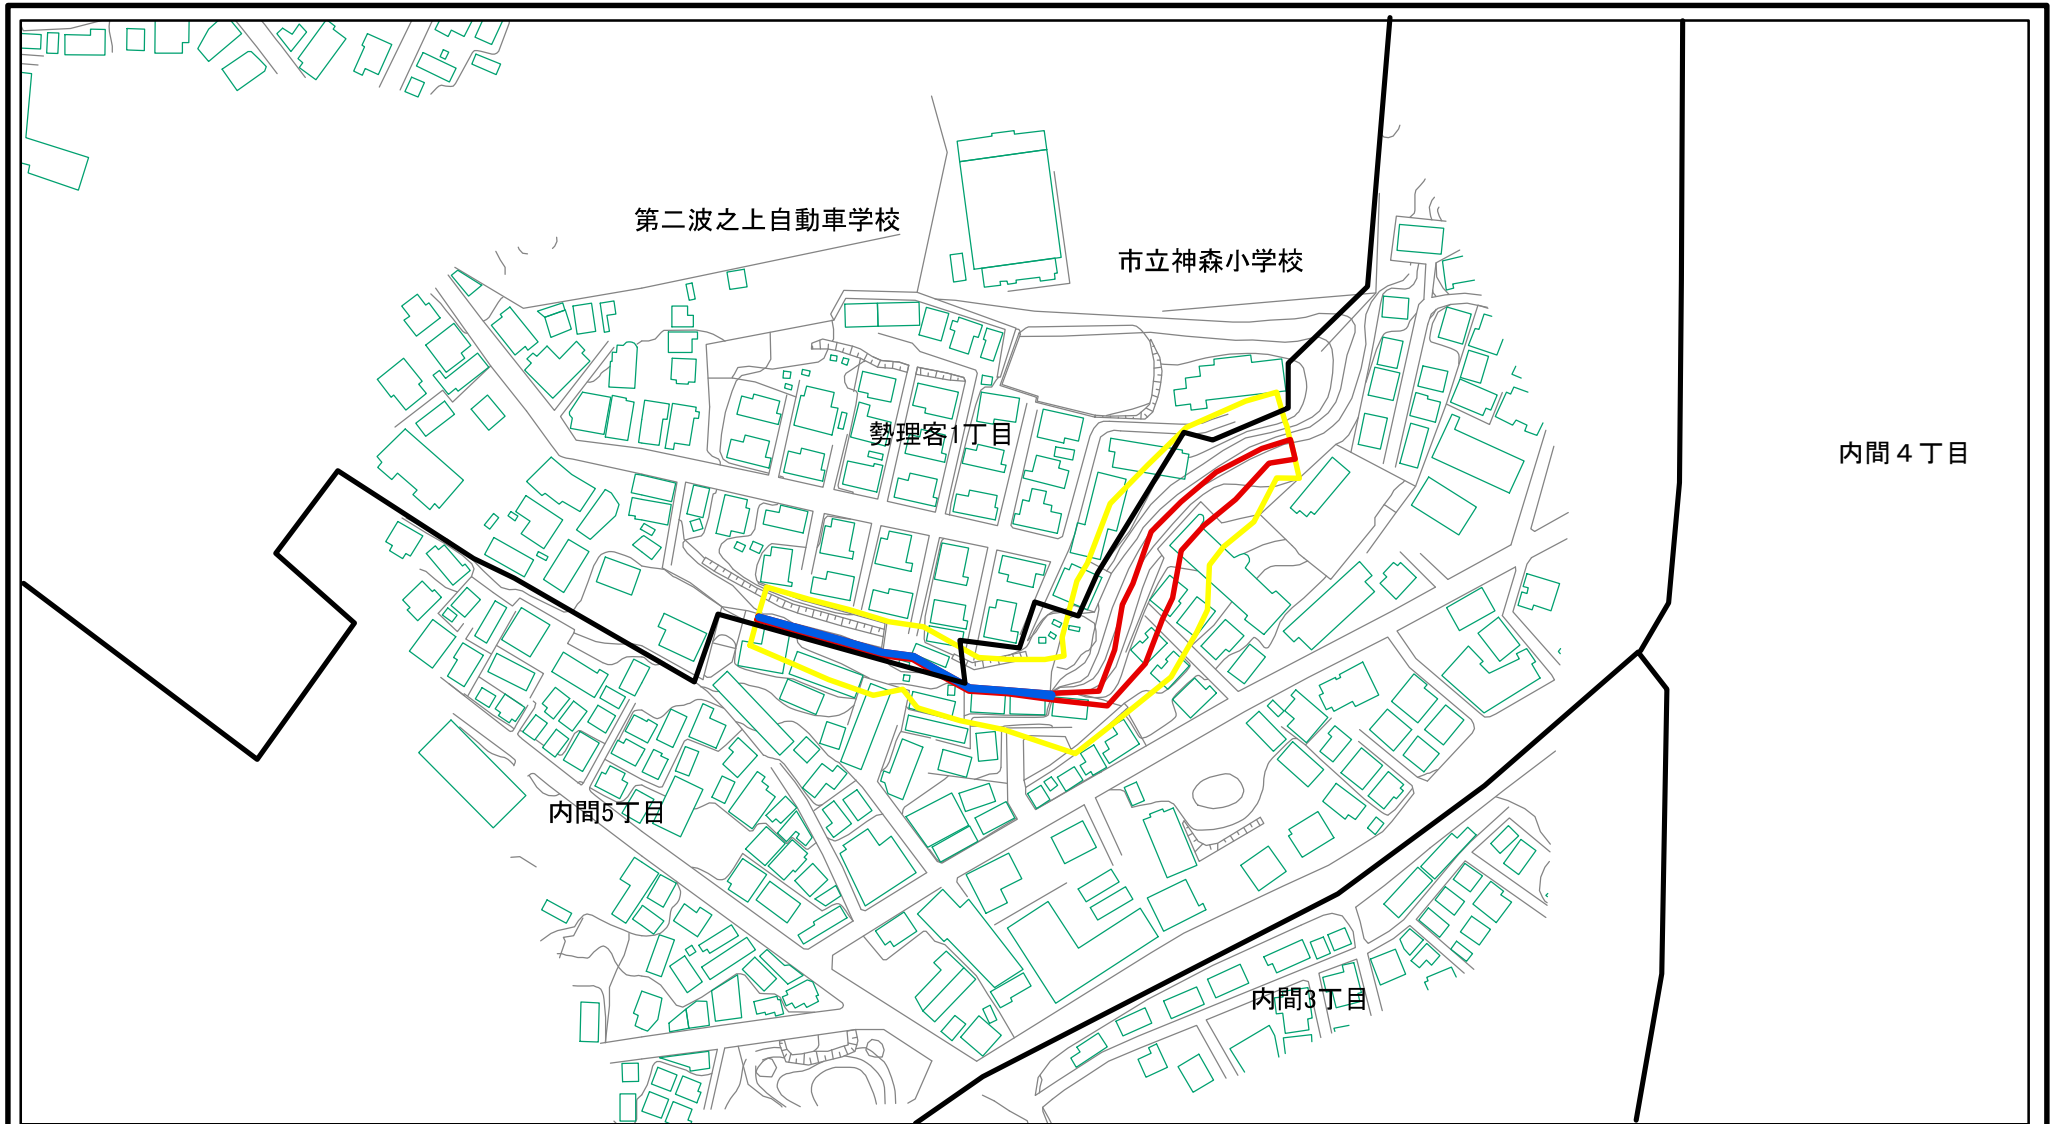 第二波之上自動車学校
市立神森小学校
勢理客1丁目
内間４丁目
内間5丁目
内間3丁目